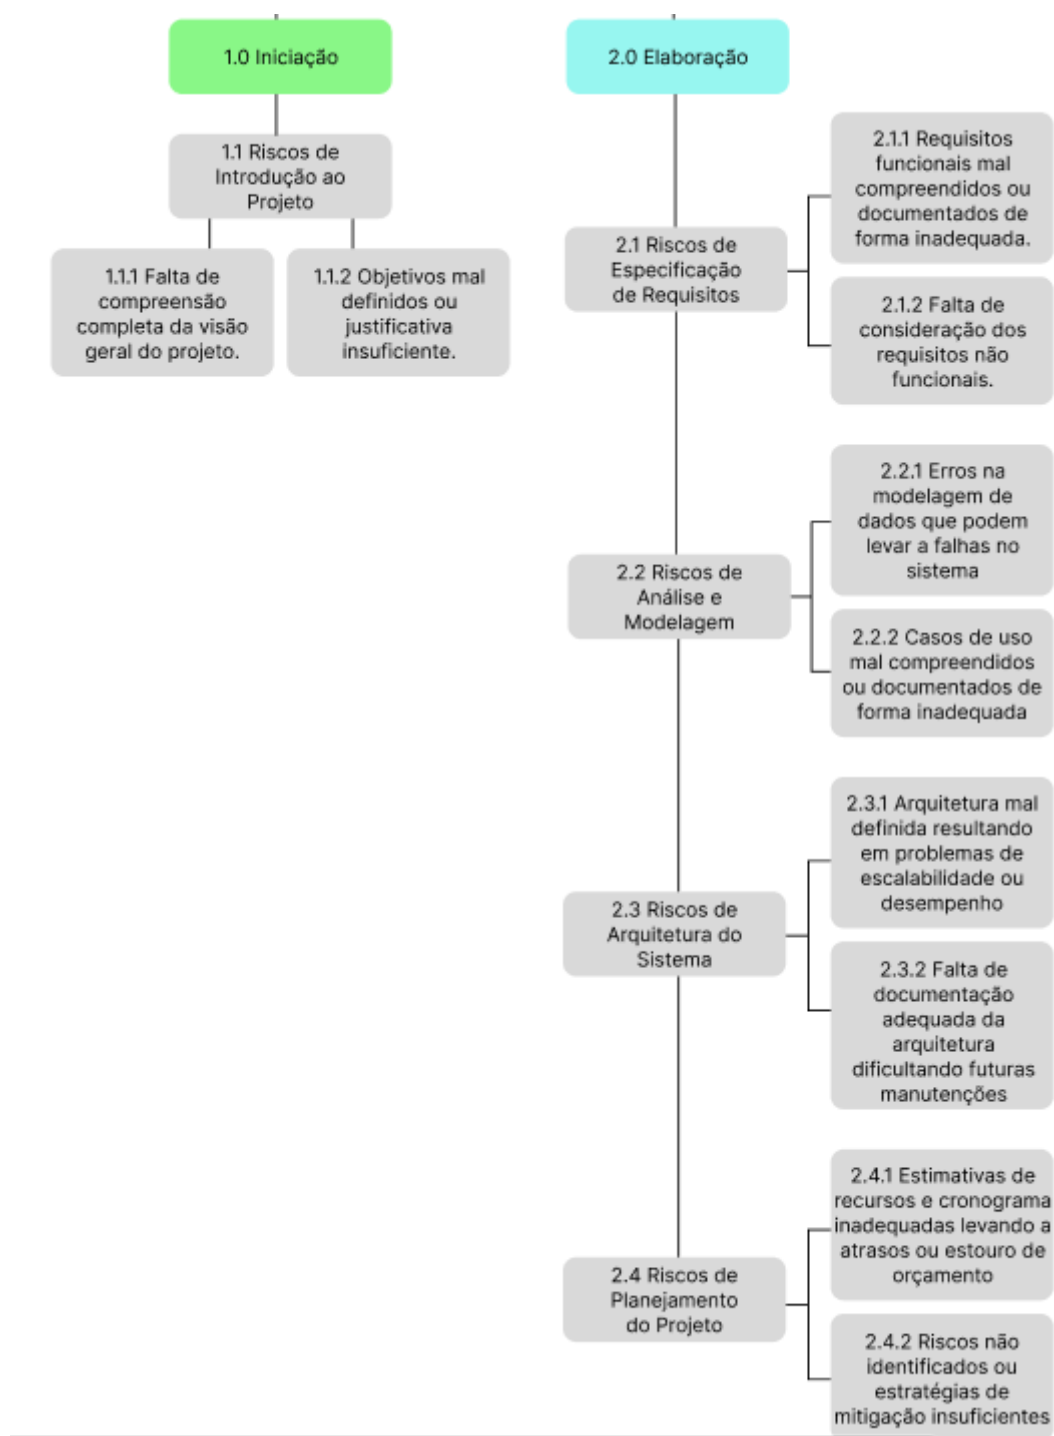 1.0 Iniciação
1.1 Riscos de
Introdução ao
Projeto
1.1.1 Falta de
compreensão
completa da visão
geral do projeto.
1.1.2 Objetivos mal
definidos ou
justificativa
insuficiente.
2.0 Elaboração
2.1 Riscos de
Especificação
de Requisitos
2.1.1 Requisitos
funcionais mal
compreendidos ou
documentados de
forma inadequada.
2.1.2 Falta de
consideração dos
requisitos não
funcionais.
2.2 Riscos de
Análise e
Modelagem
2.2.1 Erros na
modelagem de
dados que podem
levar a falhas no
sistema
2.2.2 Casos de uso
mal compreendidos
ou documentados de
forma inadequada
2.3 Riscos de
Arquitetura do
Sistema
2.3.1 Arquitetura mal
definida resultando
em problemas de
escalabilidade ou
desempenho
2.3.2 Falta de
documentação
adequada da
arquitetura
dificultando futuras
manutenções
2.4 Riscos de
Planejamento
do Projeto
2.4.1 Estimativas de
recursos e cronograma
inadequadas levando a
atrasos ou estouro de
orçamento
2.4.2 Riscos não
identificados ou
estratégias de
mitigação insuficientes